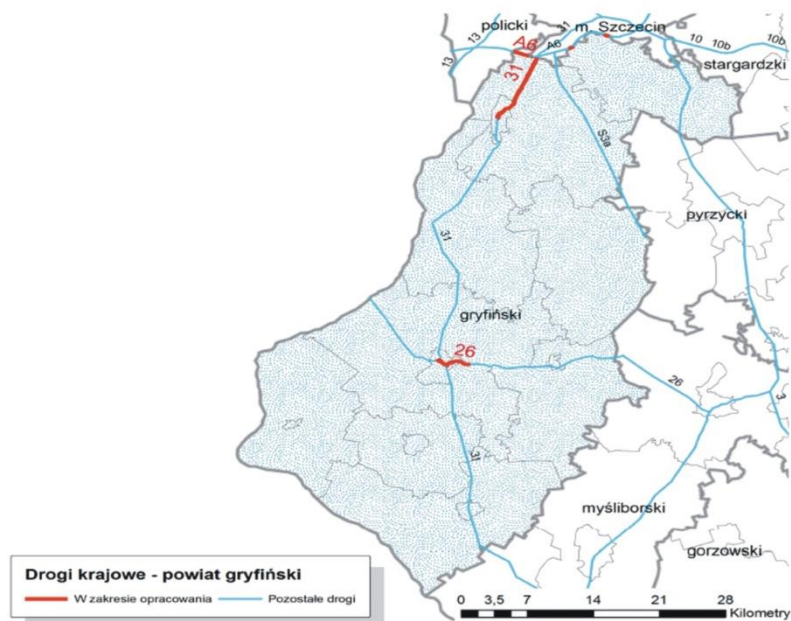 policki
31
m. Szczecin
13
A6
A6
10 10b 10b
13
31
stargardzki
S3a
pyrzycki
31
gryfiński
26
26
3
31
myśliborski
gorzowski
Drogi krajowe - powiat gryfiński
W zakresie opracowania Pozostałe drogi
0 3,5 7 14 21 28
Kilometry